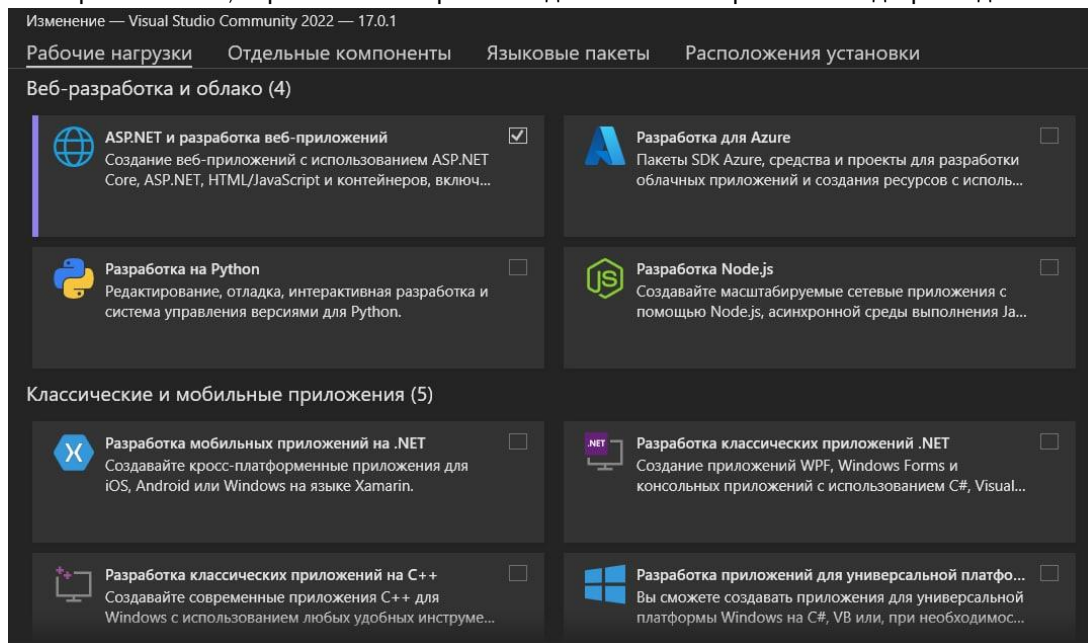 Изменение — Visual Studio Community 2022 — 17.0.1
Рабочие нагрузки Отдельные компоненты Языковые пакеты Расположения установки
Веб-разработка и облако (4)
ASP.NET и разработка веб-приложений
Создание веб-приложений с использованием ASP.NET
Core, ASP.NET, HTML/JavaScript и контейнеров, включ...
Разработка для Azure
Пакеты SDK Azure, средства и проекты для разработки
облачных приложений и создания ресурсов с исполь...
Разработка на Python
Редактирование, отладка, интерактивная разработка и
система управления версиями для Python.
JS
Разработка Node.js
Создавайте масштабируемые сетевые приложения с
помощью Node.js, асинхронной среды выполнения Ja...
Классические и мобильные приложения (5)
X
Разработка мобильных приложений на .NET
Создавайте кросс-платформенные приложения для
iOS, Android или Windows на языке Xamarin.
.NET
Разработка классических приложений .NET
Создание приложений WPF, Windows Forms и
консольных приложений с использованием C#, Visual...
++
Разработка классических приложений на C++
Создавайте современные приложения C++ для
Windows с использованием любых удобных инструме...
Разработка приложений для универсальной платфо...
Вы сможете создавать приложения для универсальной
платформы Windows на C#, VB или, при необходимос...